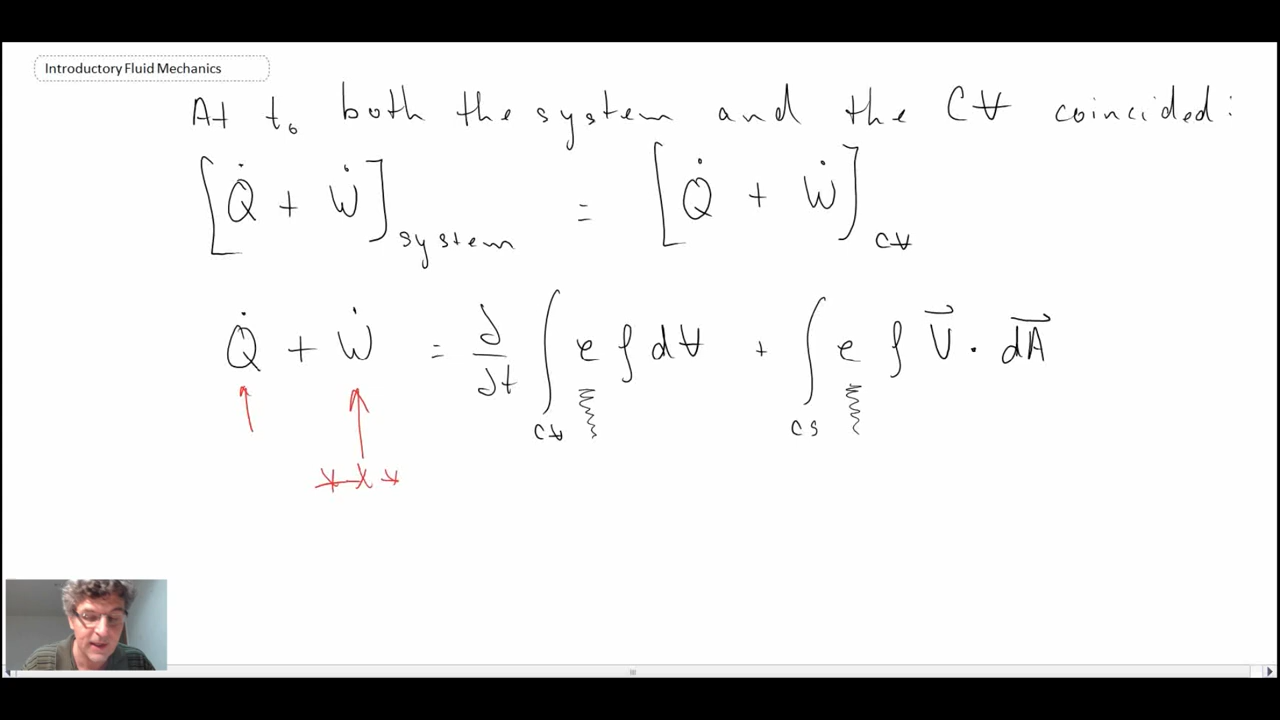 Introductory Fluid Mechanics
At t₀ both the system and the C∀ coincided:
[Q̇ + Ẇ]system = [Q̇ + Ẇ]c∀
Q̇ + Ẇ = ∂/∂t ∫c∀ e ρ d∀ + ∫cs e ρ V⃗ · dA⃗